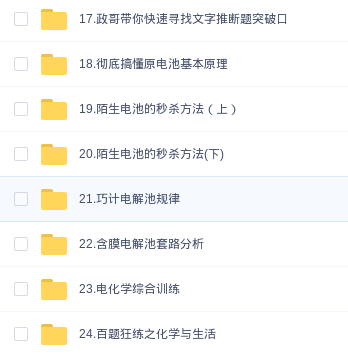 17.政哥带你快速寻找文字推断题突破口
18.彻底搞懂原电池基本原理
19.陌生电池的秒杀方法（上）
20.陌生电池的秒杀方法(下)
21.巧计电解池规律
22.含膜电解池套路分析
23.电化学综合训练
24.百题狂练之化学与生活